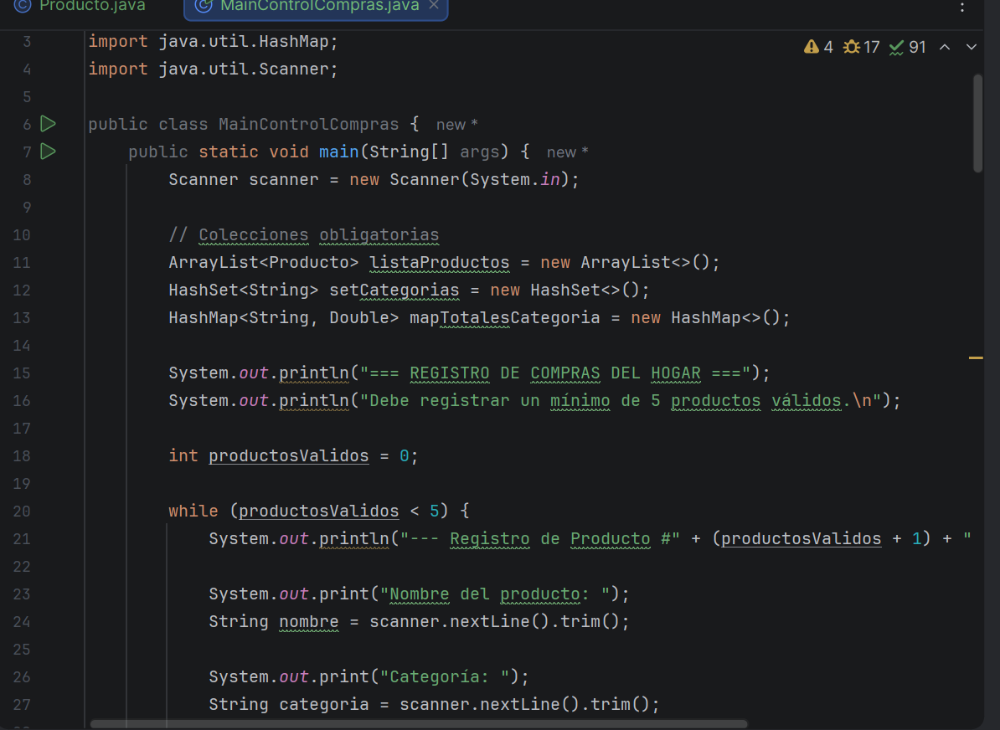 Producto.java MainControlCompras.java
4 17 91
3 import java.util.HashMap;
4 import java.util.Scanner;
5
6 public class MainControlCompras { new *
7 public static void main(String[] args) { new *
8 Scanner scanner = new Scanner(System.in);
9
10 // Colecciones obligatorias
11 ArrayList<Producto> listaProductos = new ArrayList<>();
12 HashSet<String> setCategorias = new HashSet<>();
13 HashMap<String, Double> mapTotalesCategoria = new HashMap<>();
14
15 System.out.println("=== REGISTRO DE COMPRAS DEL HOGAR ===");
16 System.out.println("Debe registrar un mínimo de 5 productos válidos.\n");
17
18 int productosValidos = 0;
19
20 while (productosValidos < 5) {
21 System.out.println("--- Registro de Producto #" + (productosValidos + 1) + "
22
23 System.out.print("Nombre del producto: ");
24 String nombre = scanner.nextLine().trim();
25
26 System.out.print("Categoría: ");
27 String categoria = scanner.nextLine().trim();